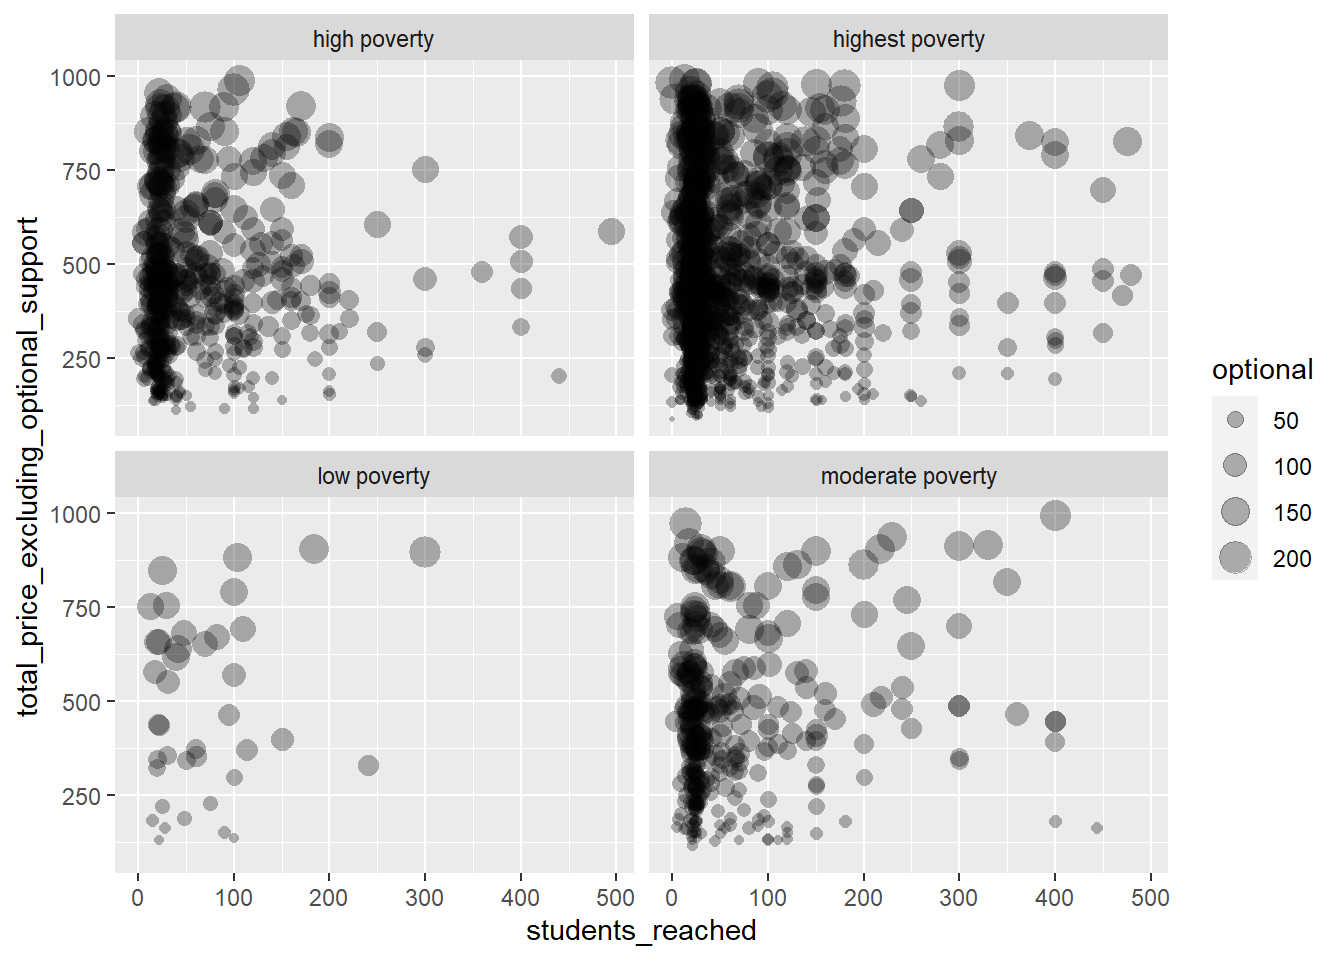 high poverty
highest poverty
1000
750
500
250
low poverty
moderate poverty
1000
750
500
250
0 100 200 300 400 500
0 100 200 300 400 500
students_reached
total_price_excluding_optional_support
optional
50
100
150
200